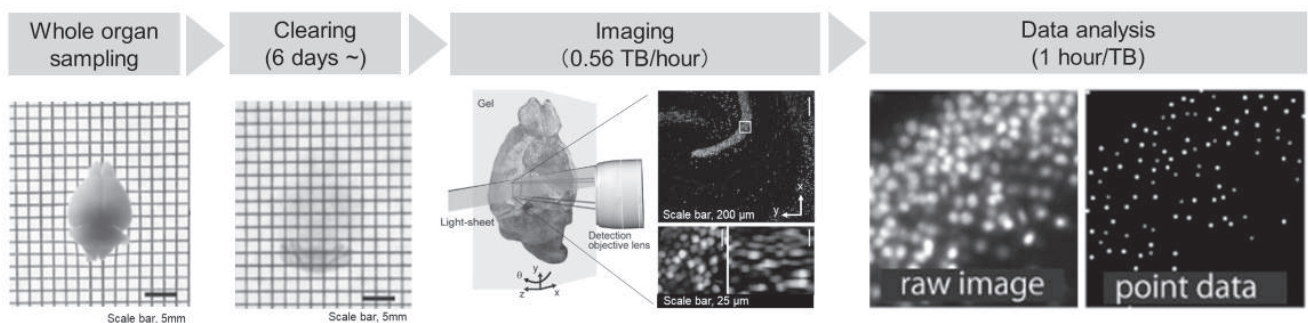 Whole organ
sampling
Clearing
(6 days ~)
Imaging
(0.56 TB/hour)
Data analysis
(1 hour/TB)
Scale bar, 5mm
Scale bar, 5mm
Gel
Light-sheet
Detection
objective lens
θ
y
z
x
x
y
Scale bar, 200 μm
Scale bar, 25 μm
raw image
point data